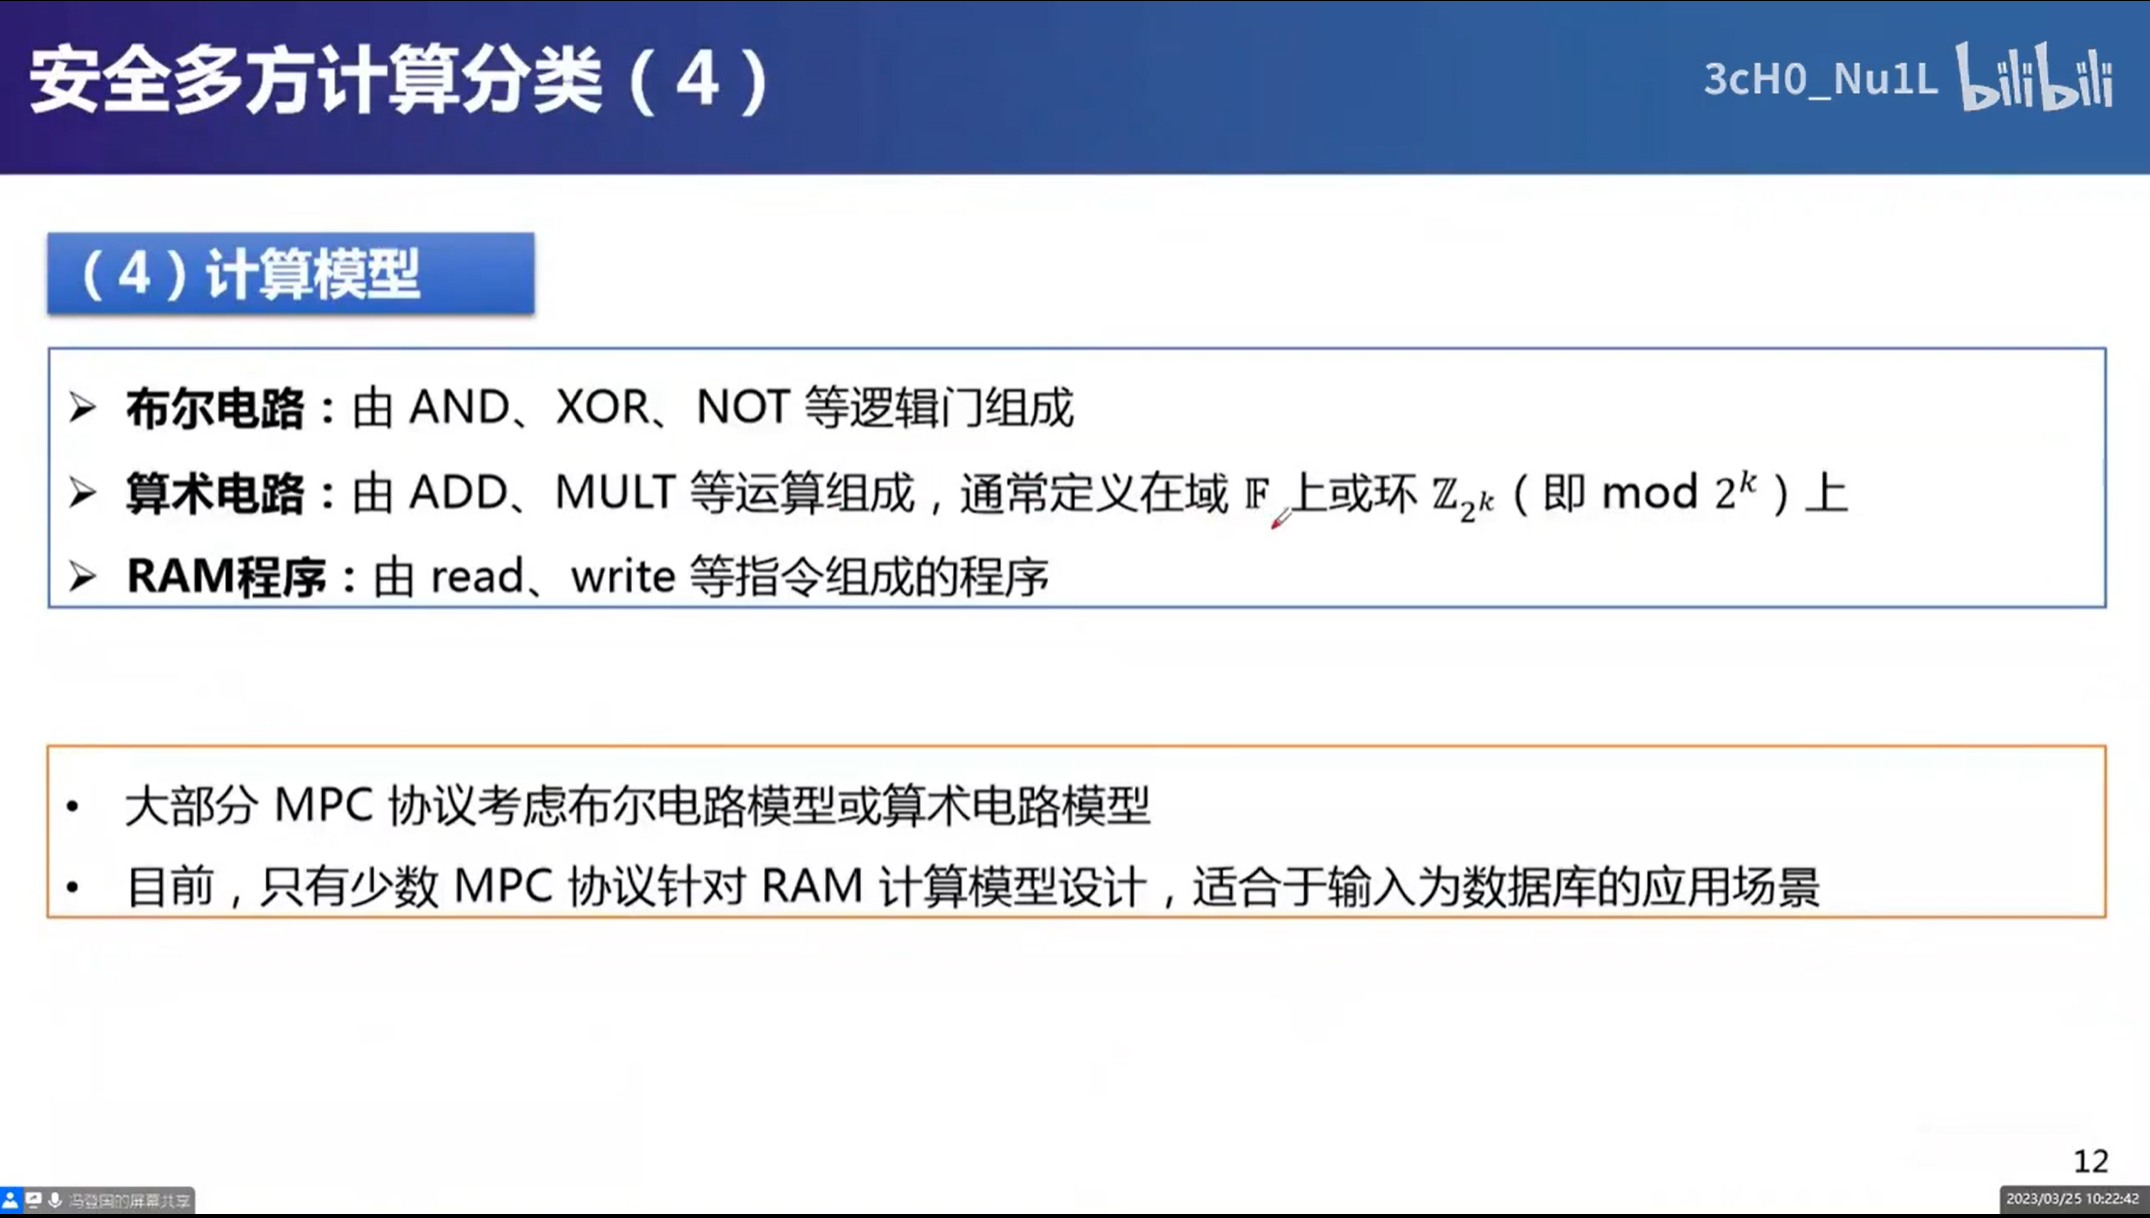 安全多方计算分类（4）
3cH0_Nu1L bilibili
（4）计算模型
➢ 布尔电路：由 AND、XOR、NOT 等逻辑门组成
➢ 算术电路：由 ADD、MULT 等运算组成，通常定义在域 𝔽 上或环 ℤ_{2^k}（即 mod 2^k）上
➢ RAM程序：由 read、write 等指令组成的程序
• 大部分 MPC 协议考虑布尔电路模型或算术电路模型
• 目前，只有少数 MPC 协议针对 RAM 计算模型设计，适合于输入为数据库的应用场景
12
冯登国的屏幕共享
2023/03/25 10:22:42